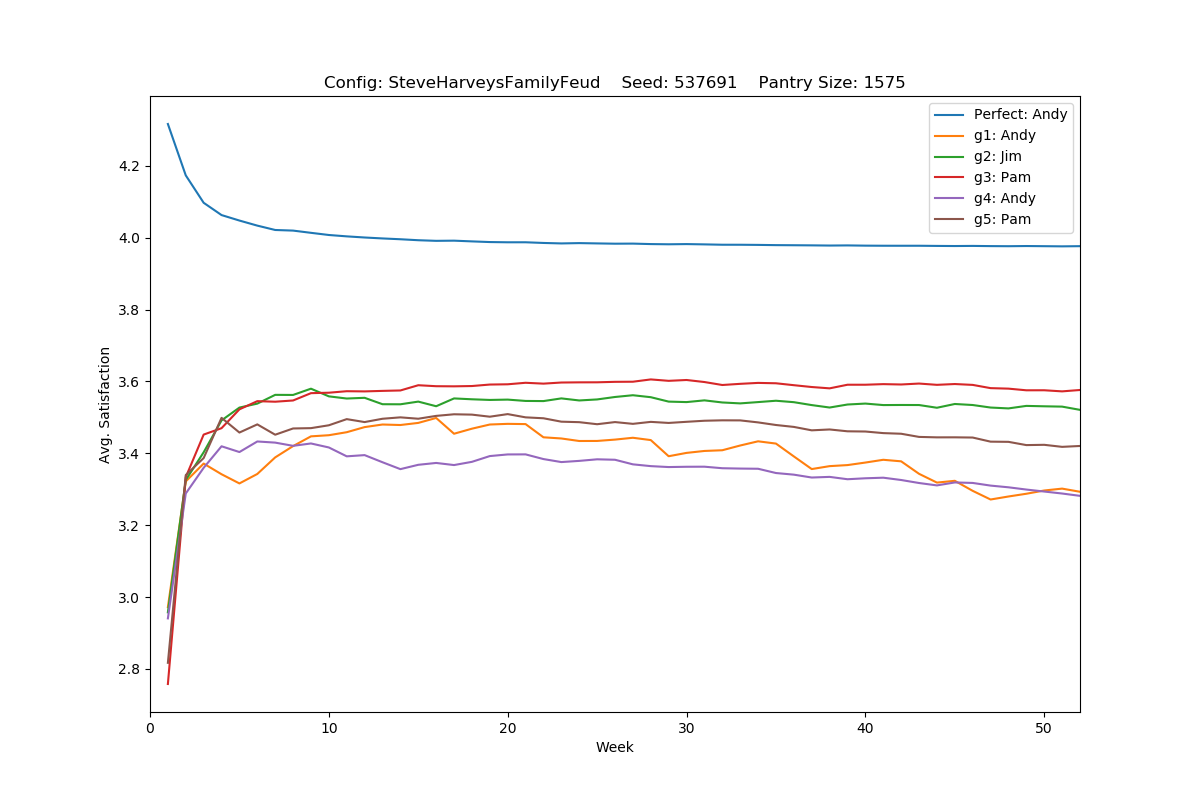 Config: SteveHarveysFamilyFeud    Seed: 537691    Pantry Size: 1575
Perfect: Andy
g1: Andy
g2: Jim
g3: Pam
g4: Andy
g5: Pam
Avg. Satisfaction
4.2
4.0
3.8
3.6
3.4
3.2
3.0
2.8
0 10 20 30 40 50
Week